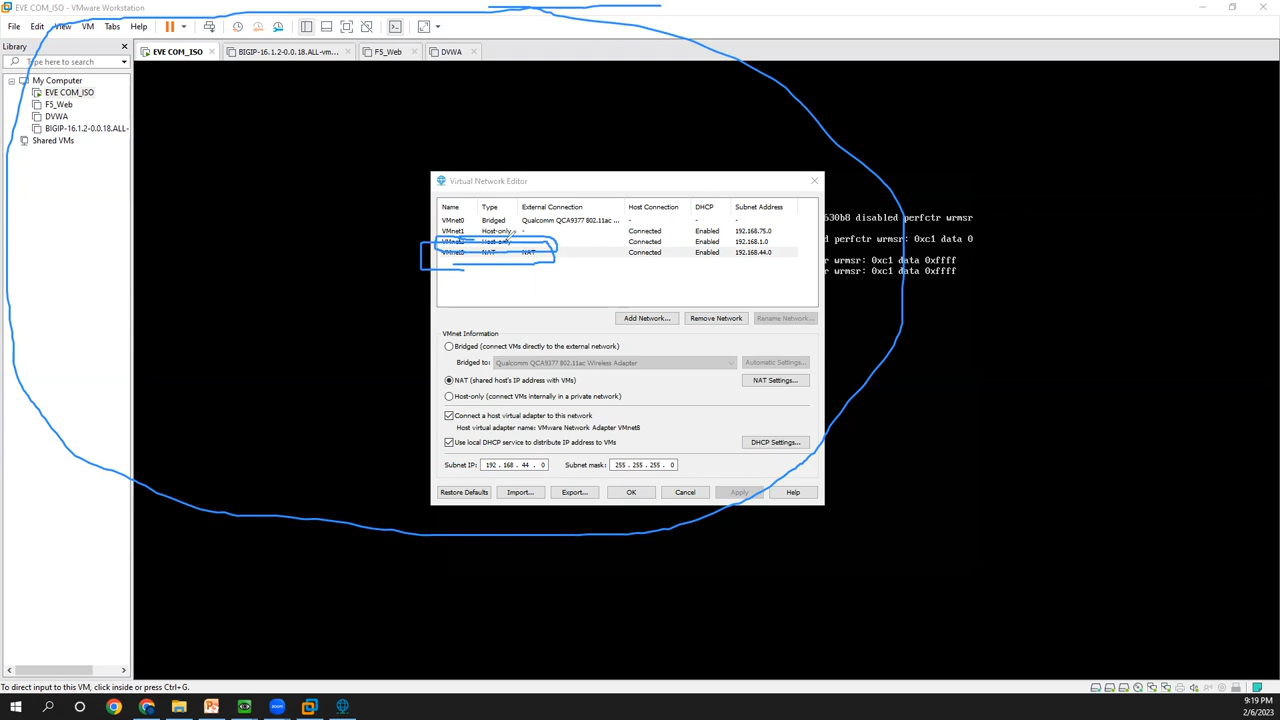 EVE COM_ISO - VMware Workstation
File Edit View VM Tabs Help
Library
Type here to search
My Computer
EVE COM_ISO
F5_Web
DVWA
BIGIP-16.1.2-0.0.18.ALL-
Shared VMs
EVE COM_ISO BIGIP-16.1.2-0.0.18.ALL-vm... F5_Web DVWA
630b8 disabled perfctr wrmsr
d perfctr wrmsr: 0xc1 data 0
r wrmsr: 0xc1 data 0xffff
r wrmsr: 0xc1 data 0xffff
Virtual Network Editor
Name Type External Connection Host Connection DHCP Subnet Address
VMnet0 Bridged Qualcomm QCA9377 802.11ac ... - - -
VMnet1 Host-only - Connected Enabled 192.168.75.0
Host-only Connected Enabled 192.168.1.0
NAT NAT Connected Enabled 192.168.44.0
Add Network... Remove Network Rename Network...
VMnet Information
Bridged (connect VMs directly to the external network)
Bridged to: Qualcomm QCA9377 802.11ac Wireless Adapter Automatic Settings...
NAT (shared host's IP address with VMs) NAT Settings...
Host-only (connect VMs internally in a private network)
Connect a host virtual adapter to this network
Host virtual adapter name: VMware Network Adapter VMnet8
Use local DHCP service to distribute IP address to VMs DHCP Settings...
Subnet IP: 192 . 168 . 44 . 0 Subnet mask: 255 . 255 . 255 . 0
Restore Defaults Import... Export... OK Cancel Apply Help
To direct input to this VM, click inside or press Ctrl+G.
9:19 PM
2/6/2023